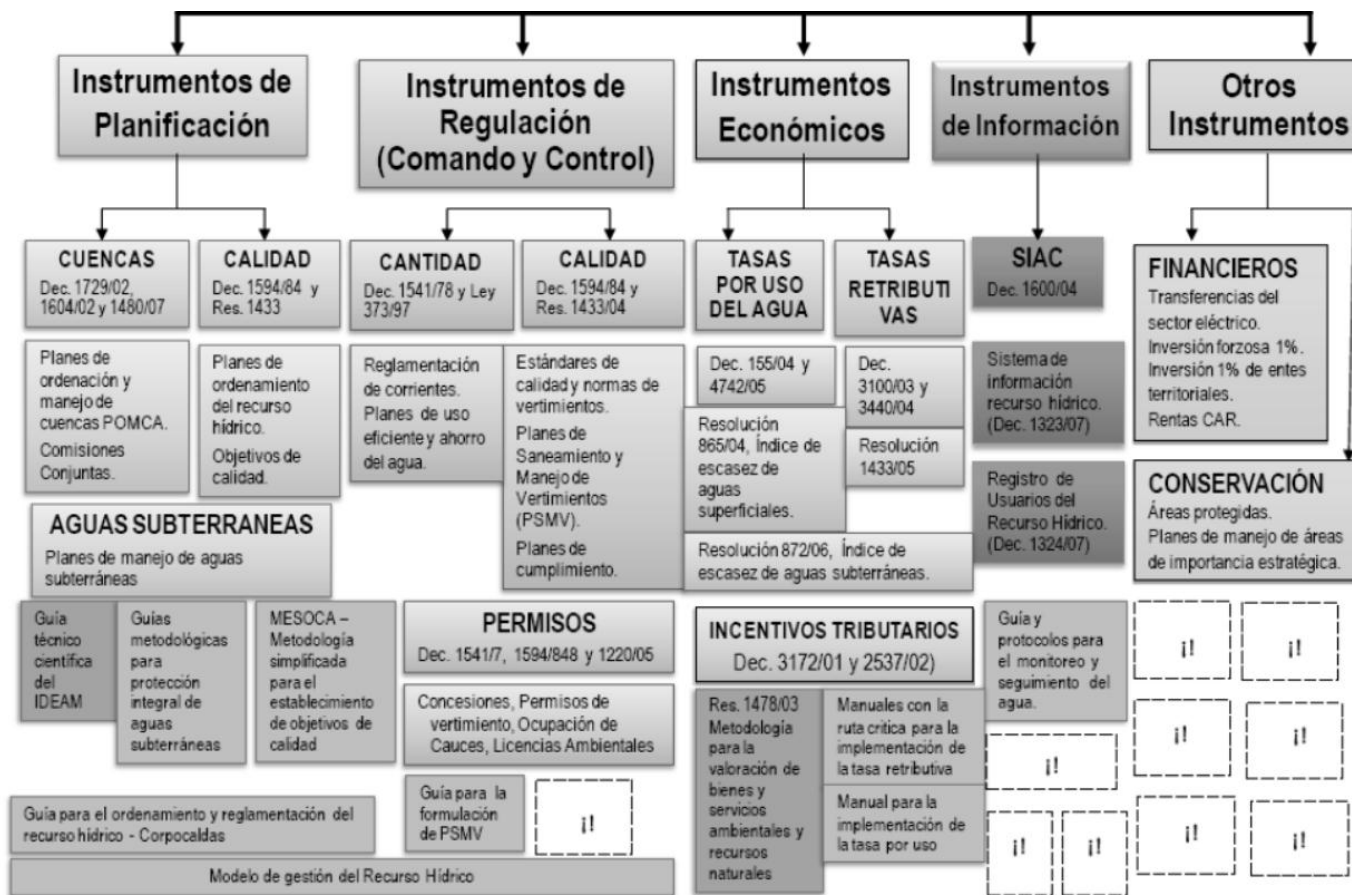 Instrumentos de
Planificación
Instrumentos de
Regulación
(Comando y Control)
Instrumentos
Económicos
Instrumentos
de Información
Otros
Instrumentos
CUENCAS
Dec. 1729/02,
1604/02 y 1480/07
CALIDAD
Dec. 1594/84 y
Res. 1433
CANTIDAD
Dec. 1541/78 y Ley
373/97
CALIDAD
Dec. 1594/84 y
Res. 1433/04
TASAS
POR USO
DEL AGUA
TASAS
RETRIBUTI
VAS
SIAC
Dec. 1600/04
FINANCIEROS
Transferencias del
sector eléctrico.
Inversión forzosa 1%.
Inversión 1% de entes
territoriales.
Rentas CAR.
Planes de
ordenación y
manejo de
cuencas POMCA.
Comisiones
Conjuntas.
Planes de
ordenamiento
del recurso
hídrico.
Objetivos de
calidad.
Reglamentación
de corrientes.
Planes de uso
eficiente y ahorro
del agua.
Estándares de
calidad y normas de
vertimientos.
Planes de
Saneamiento y
Manejo de
Vertimientos
(PSMV).
Planes de
cumplimiento.
Dec. 155/04 y
4742/05
Dec.
3100/03 y
3440/04
Resolución
865/04, Índice de
escasez de
aguas
superficiales.
Resolución
1433/05
Resolución 872/06, Índice de
escasez de aguas subterráneas.
Sistema de
información
recurso hídrico.
(Dec. 1323/07)
Registro de
Usuarios del
Recurso Hídrico.
(Dec. 1324/07)
CONSERVACIÓN
Áreas protegidas.
Planes de manejo de áreas
de importancia estratégica.
AGUAS SUBTERRANEAS
Planes de manejo de aguas
subterráneas
Guía
técnico
científica
del
IDEAM
Guías
metodológicas
para
protección
integral de
aguas
subterráneas
MESOCA –
Metodología
simplificada
para el
establecimiento
de objetivos de
calidad
PERMISOS
Dec. 1541/7, 1594/848 y 1220/05
Concesiones, Permisos de
vertimiento, Ocupación de
Cauces, Licencias Ambientales
Guía para la
formulación
de PSMV
¡!
INCENTIVOS TRIBUTARIOS
Dec. 3172/01 y 2537/02)
Res. 1478/03
Metodología
para la
valoración de
bienes y
servicios
ambientales y
recursos
naturales
Manuales con la
ruta critica para la
implementación de
la tasa retributiva
Manual para la
implementación de
la tasa por uso
Guía y
protocolos para
el monitoreo y
seguimiento del
agua.
¡!
¡!
¡!
¡!
¡!
¡!
¡!
¡!
¡!
Guía para el ordenamiento y reglamentación del
recurso hídrico - Corpocaldas
Modelo de gestión del Recurso Hídrico